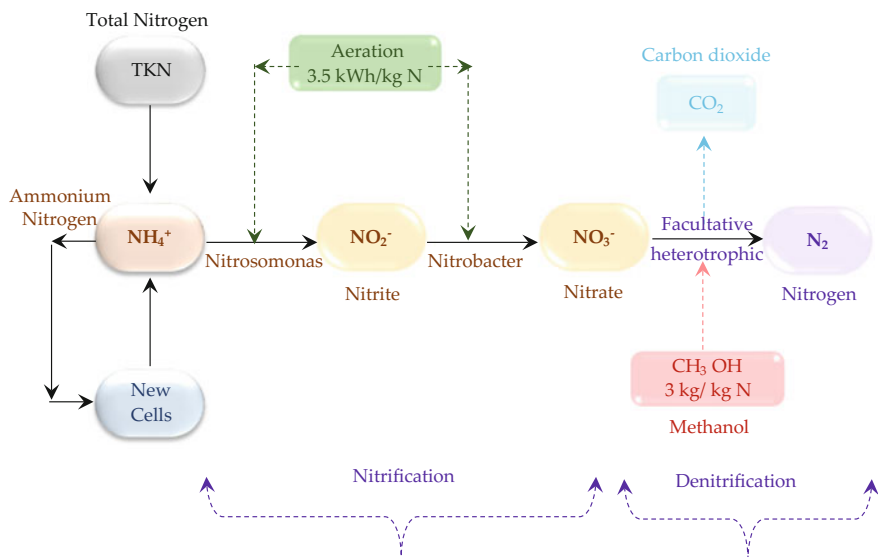 Total Nitrogen
TKN
Aeration
3.5 kWh/kg N
Carbon dioxide
CO₂
Ammonium
Nitrogen
NH₄⁺
Nitrosomonas
NO₂⁻
Nitrite
Nitrobacter
NO₃⁻
Nitrate
Facultative
heterotrophic
N₂
Nitrogen
New
Cells
CH₃ OH
3 kg/ kg N
Methanol
Nitrification
Denitrification